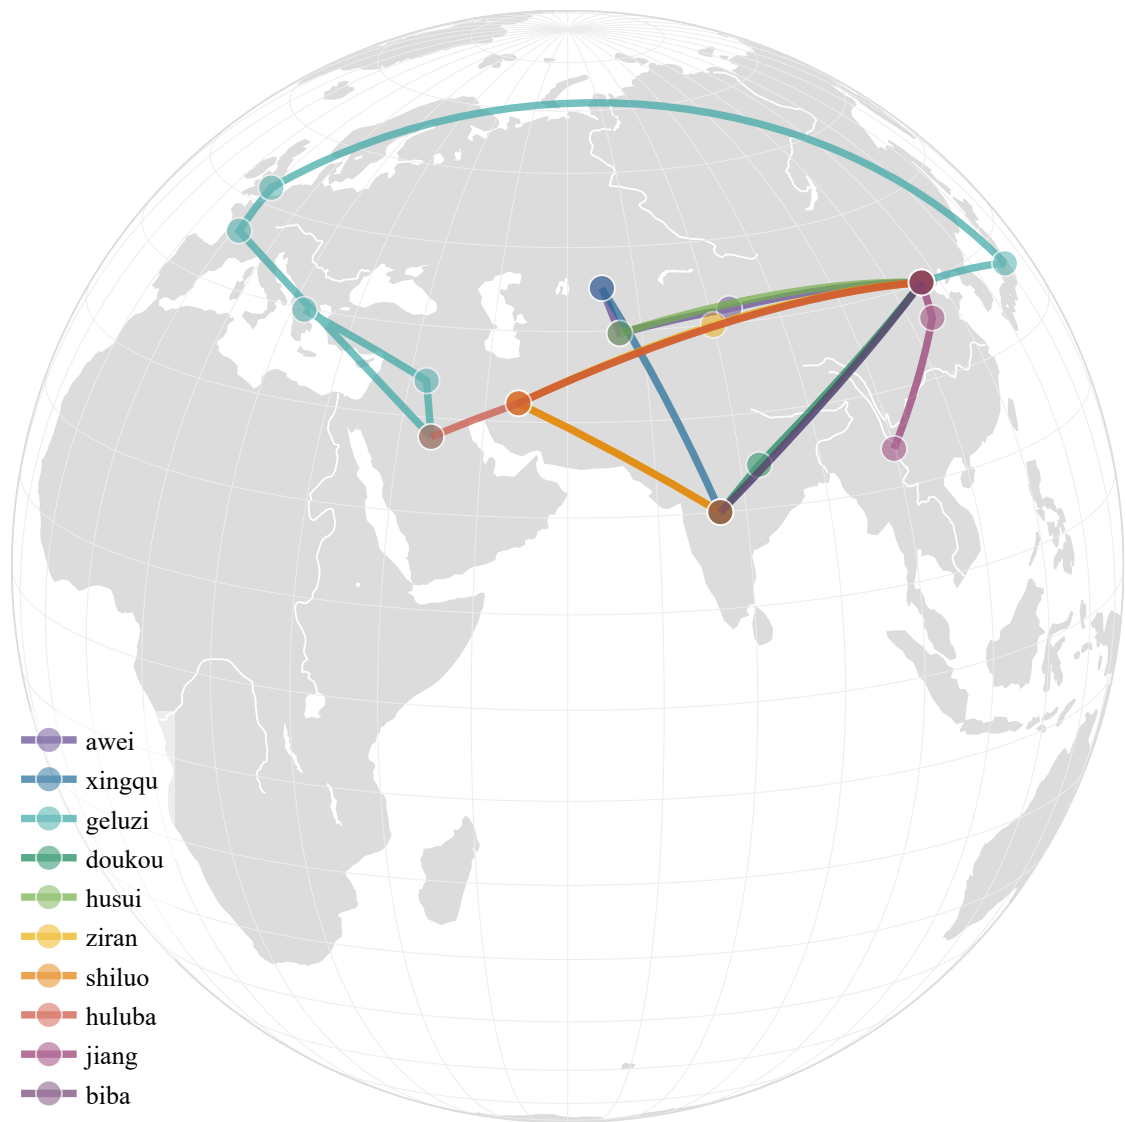 awei
xingqu
geluzi
doukou
husui
ziran
shiluo
huluba
jiang
biba